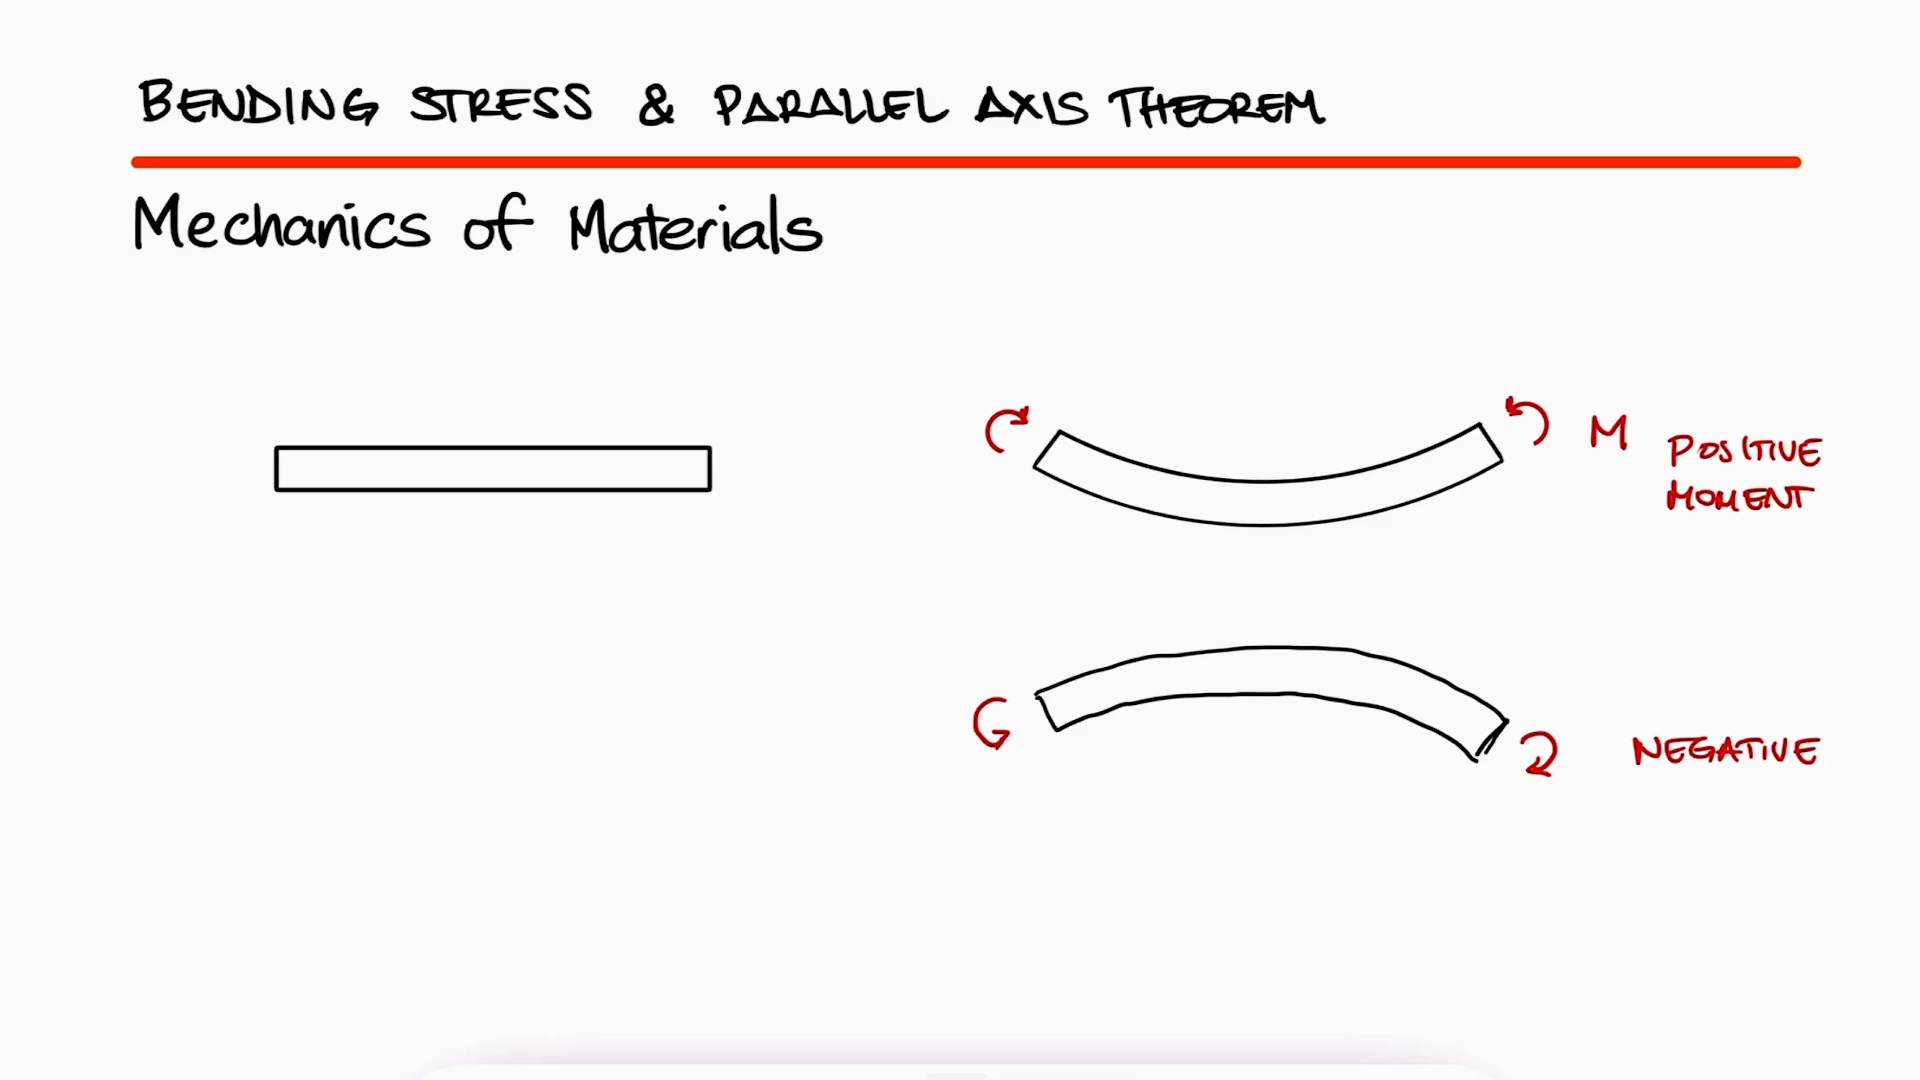 BENDING STRESS & PARALLEL AXIS THEOREM
Mechanics of Materials
M
POSITIVE
MOMENT
NEGATIVE